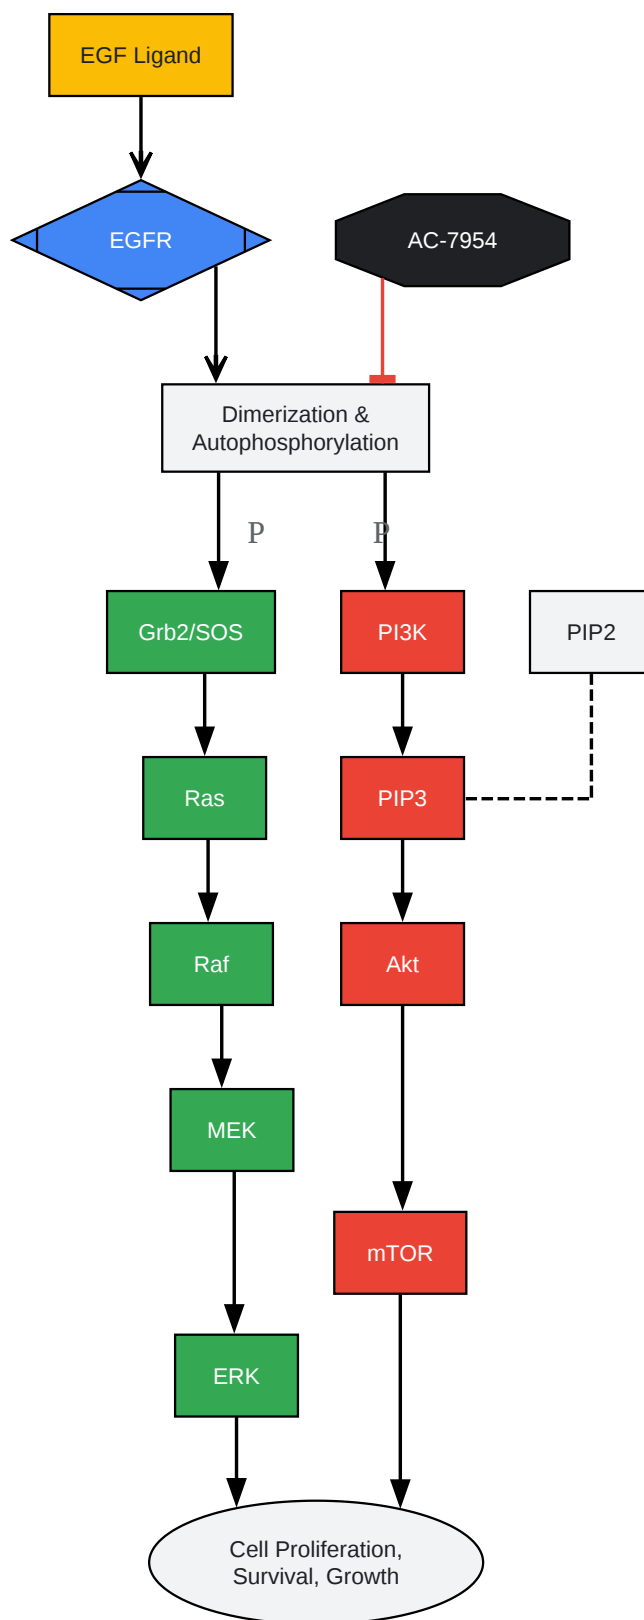 EGF Ligand
EGFR
AC-7954
Dimerization &
Autophosphorylation
P
P
Grb2/SOS
PI3K
PIP2
Ras
PIP3
Raf
Akt
MEK
mTOR
ERK
Cell Proliferation,
Survival, Growth